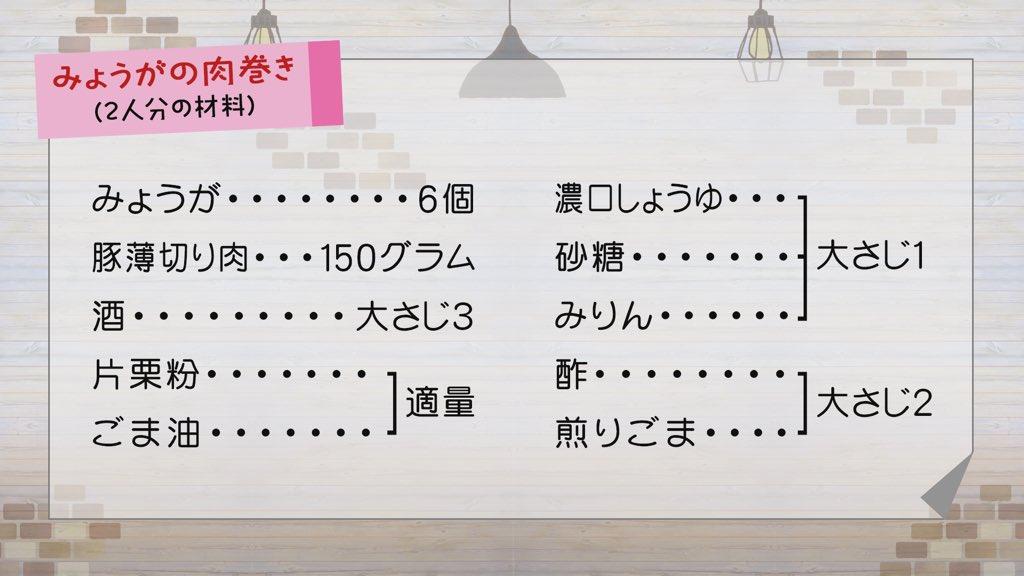 みょうがの肉巻き
(2人分の材料)
みょうが・・・・・・・・6個
豚薄切り肉・・・150グラム
酒・・・・・・・・・大さじ3
片栗粉・・・・・・・
ごま油・・・・・・・
適量
濃口しょうゆ・・・
砂糖・・・・・・・
みりん・・・・・・
大さじ1
酢・・・・・・・・
煎りごま・・・・
大さじ2